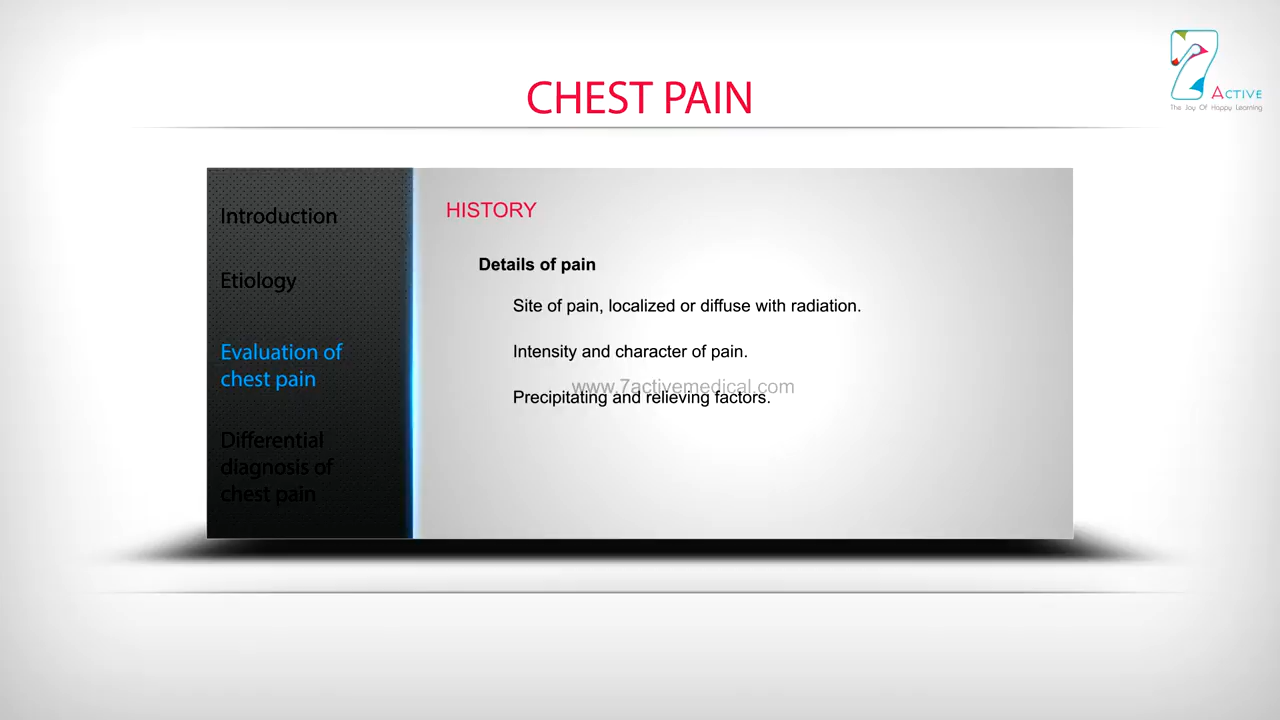 CHEST PAIN
7 ACTIVE
The Joy Of Happy Learning
Introduction
Etiology
Evaluation of
chest pain
Differential
diagnosis of
chest pain
HISTORY
Details of pain
Site of pain, localized or diffuse with radiation.
Intensity and character of pain.
www.7activemedical.com
Precipitating and relieving factors.